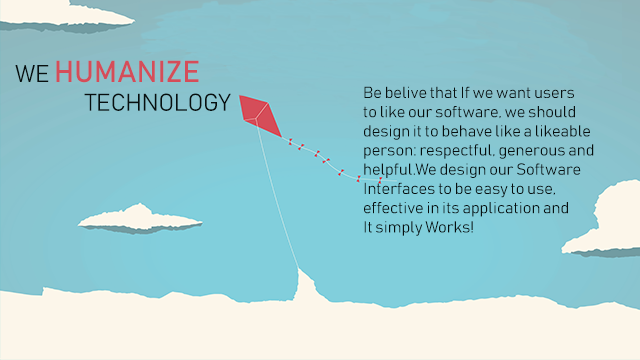 WE HUMANIZE
TECHNOLOGY
Be belive that If we want users
to like our software, we should
design it to behave like a likeable
person: respectful, generous and
helpful.We design our Software
Interfaces to be easy to use,
effective in its application and
It simply Works!